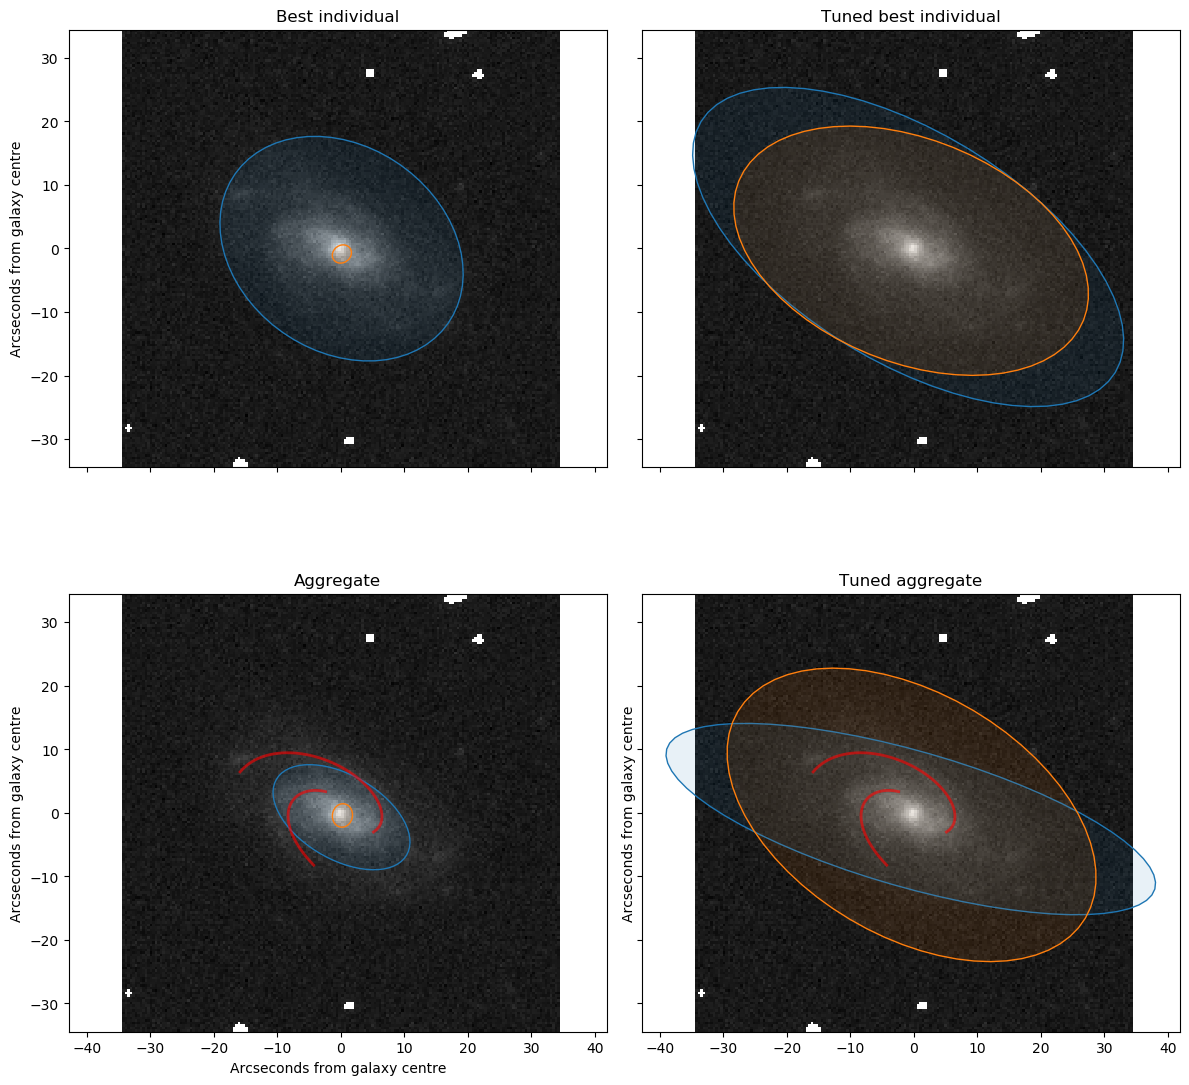 Best individual
Tuned best individual
30
20
10
0
−10
−20
−30
Arcseconds from galaxy centre
Aggregate
Tuned aggregate
30
20
10
0
−10
−20
−30
Arcseconds from galaxy centre
Arcseconds from galaxy centre
−40 −30 −20 −10 0 10 20 30 40
−40 −30 −20 −10 0 10 20 30 40
Arcseconds from galaxy centre